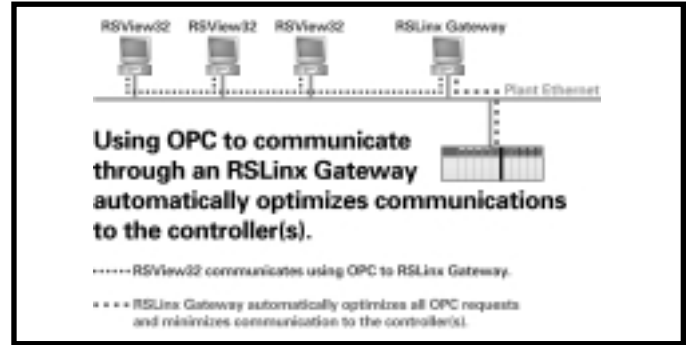 RSView32 RSView32 RSView32 RSLinx Gateway
Plant Ethernet
Using OPC to communicate
through an RSLinx Gateway
automatically optimizes communications
to the controller(s).
RSView32 communicates using OPC to RSLinx Gateway.
RSLinx Gateway automatically optimizes all OPC requests
and minimizes communication to the controller(s).